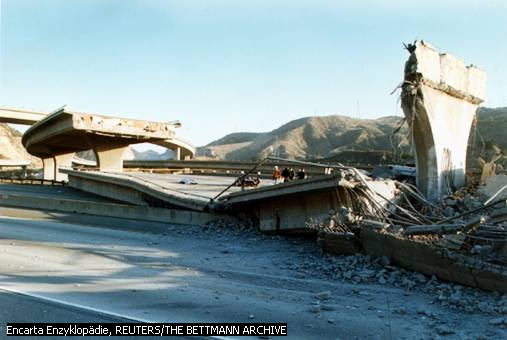 Encarta Enzyklopädie, REUTERS/THE BETTMANN ARCHIVE